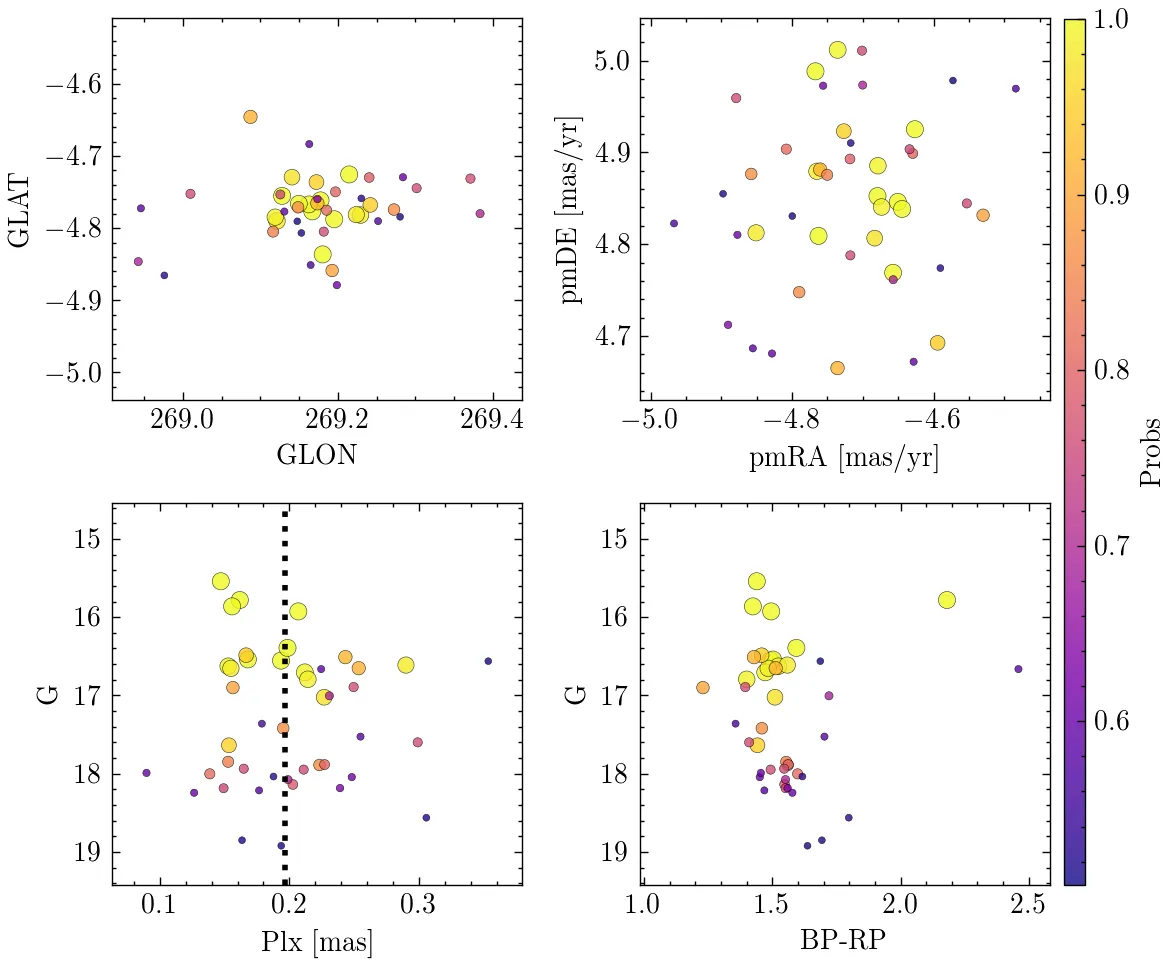 −4.6
−4.7
−4.8
−4.9
−5.0
GLAT
269.0 269.2 269.4
GLON
5.0
4.9
4.8
4.7
pmDE [mas/yr]
−5.0 −4.8 −4.6
pmRA [mas/yr]
15
16
17
18
19
G
0.1 0.2 0.3
Plx [mas]
15
16
17
18
19
G
1.0 1.5 2.0 2.5
BP-RP
1.0
0.9
0.8
0.7
0.6
Probs